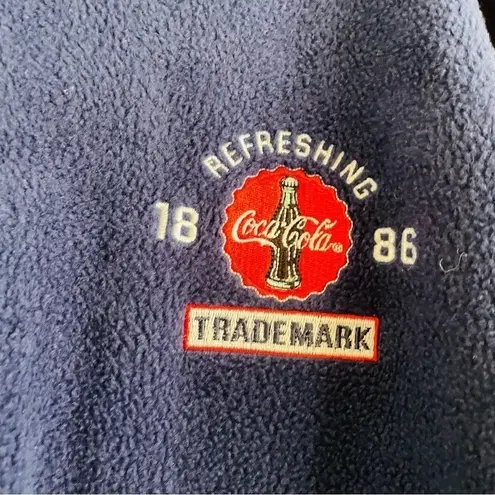 REFRESHING
18 Coca-Cola® 86
TRADEMARK